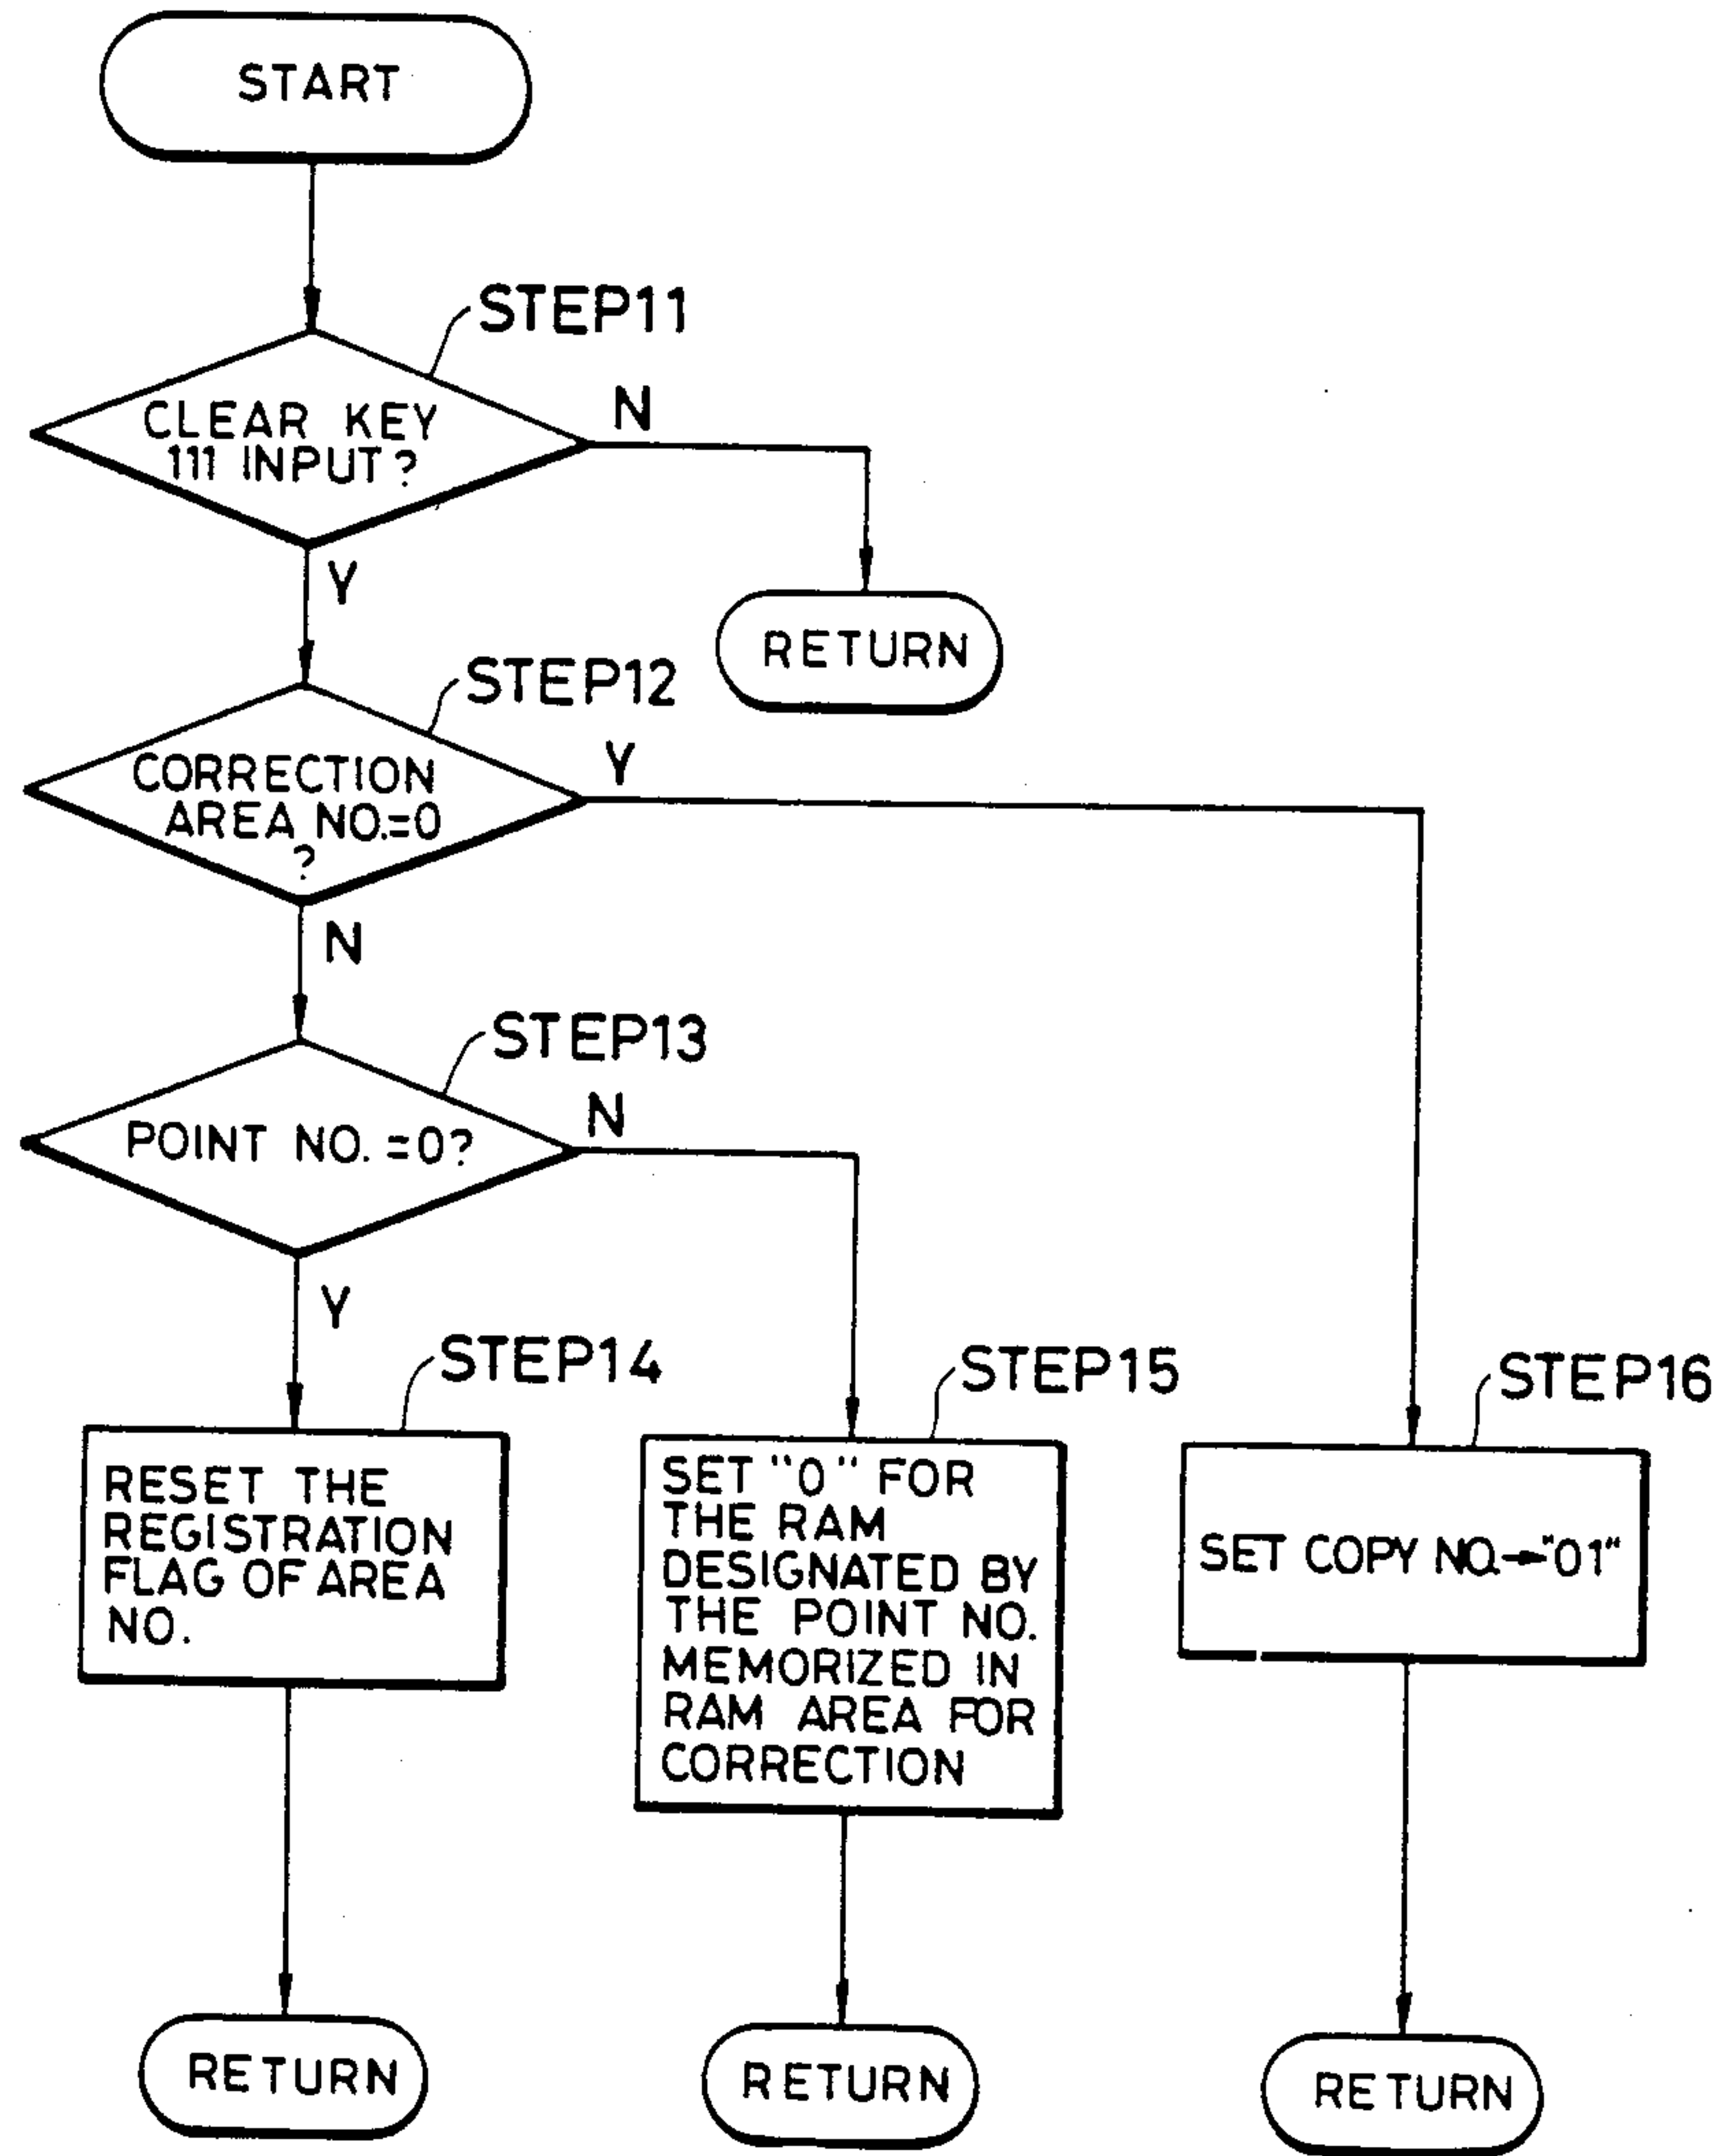 START
STEP11
CLEAR KEY
111 INPUT?
N
Y
RETURN
STEP12
CORRECTION
AREA NO.=0
?
Y
N
STEP13
POINT NO.=0?
N
Y
STEP14
RESET THE
REGISTRATION
FLAG OF AREA
NO.
STEP15
SET "0" FOR
THE RAM
DESIGNATED BY
THE POINT NO.
MEMORIZED IN
RAM AREA FOR
CORRECTION
STEP16
SET COPY NO.→"01"
RETURN
RETURN
RETURN